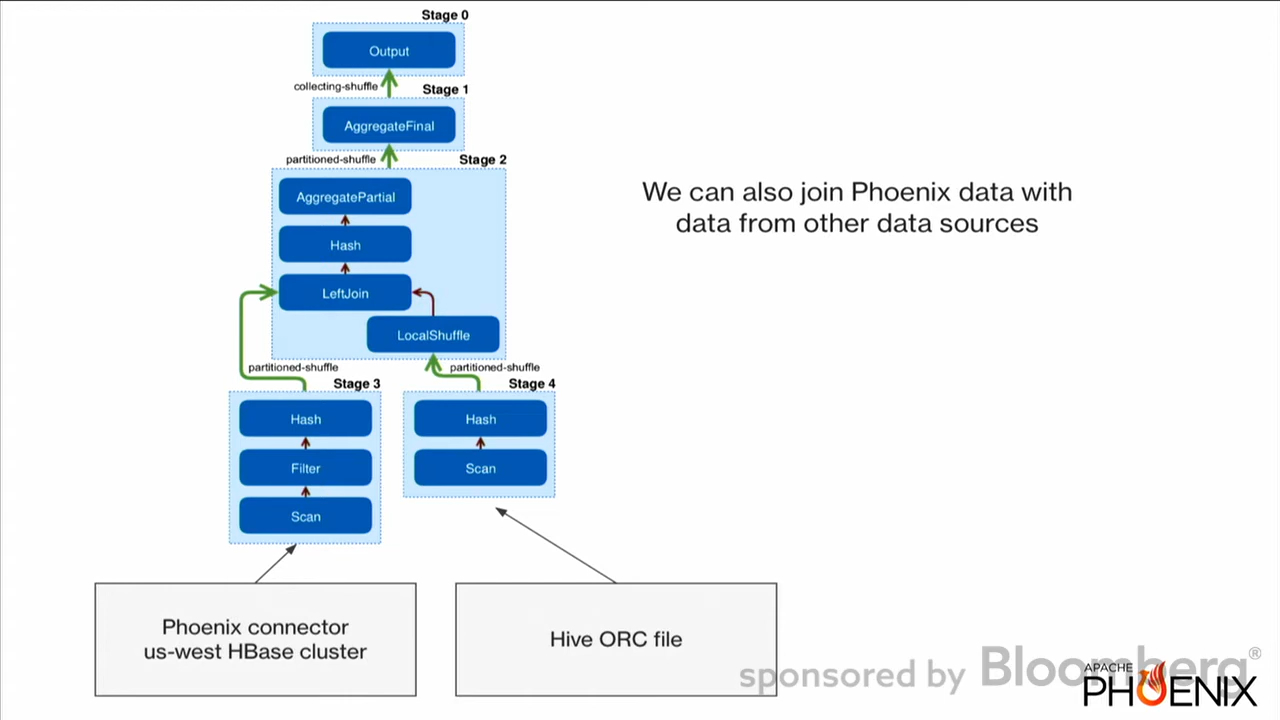 Stage 0
Output
collecting-shuffle
Stage 1
AggregateFinal
partitioned-shuffle
Stage 2
AggregatePartial
Hash
LeftJoin
LocalShuffle
partitioned-shuffle
partitioned-shuffle
Stage 3
Stage 4
Hash
Filter
Scan
Hash
Scan
We can also join Phoenix data with
data from other data sources
Phoenix connector
us-west HBase cluster
Hive ORC file
sponsored by Bloomberg®
APACHE
PHOENIX